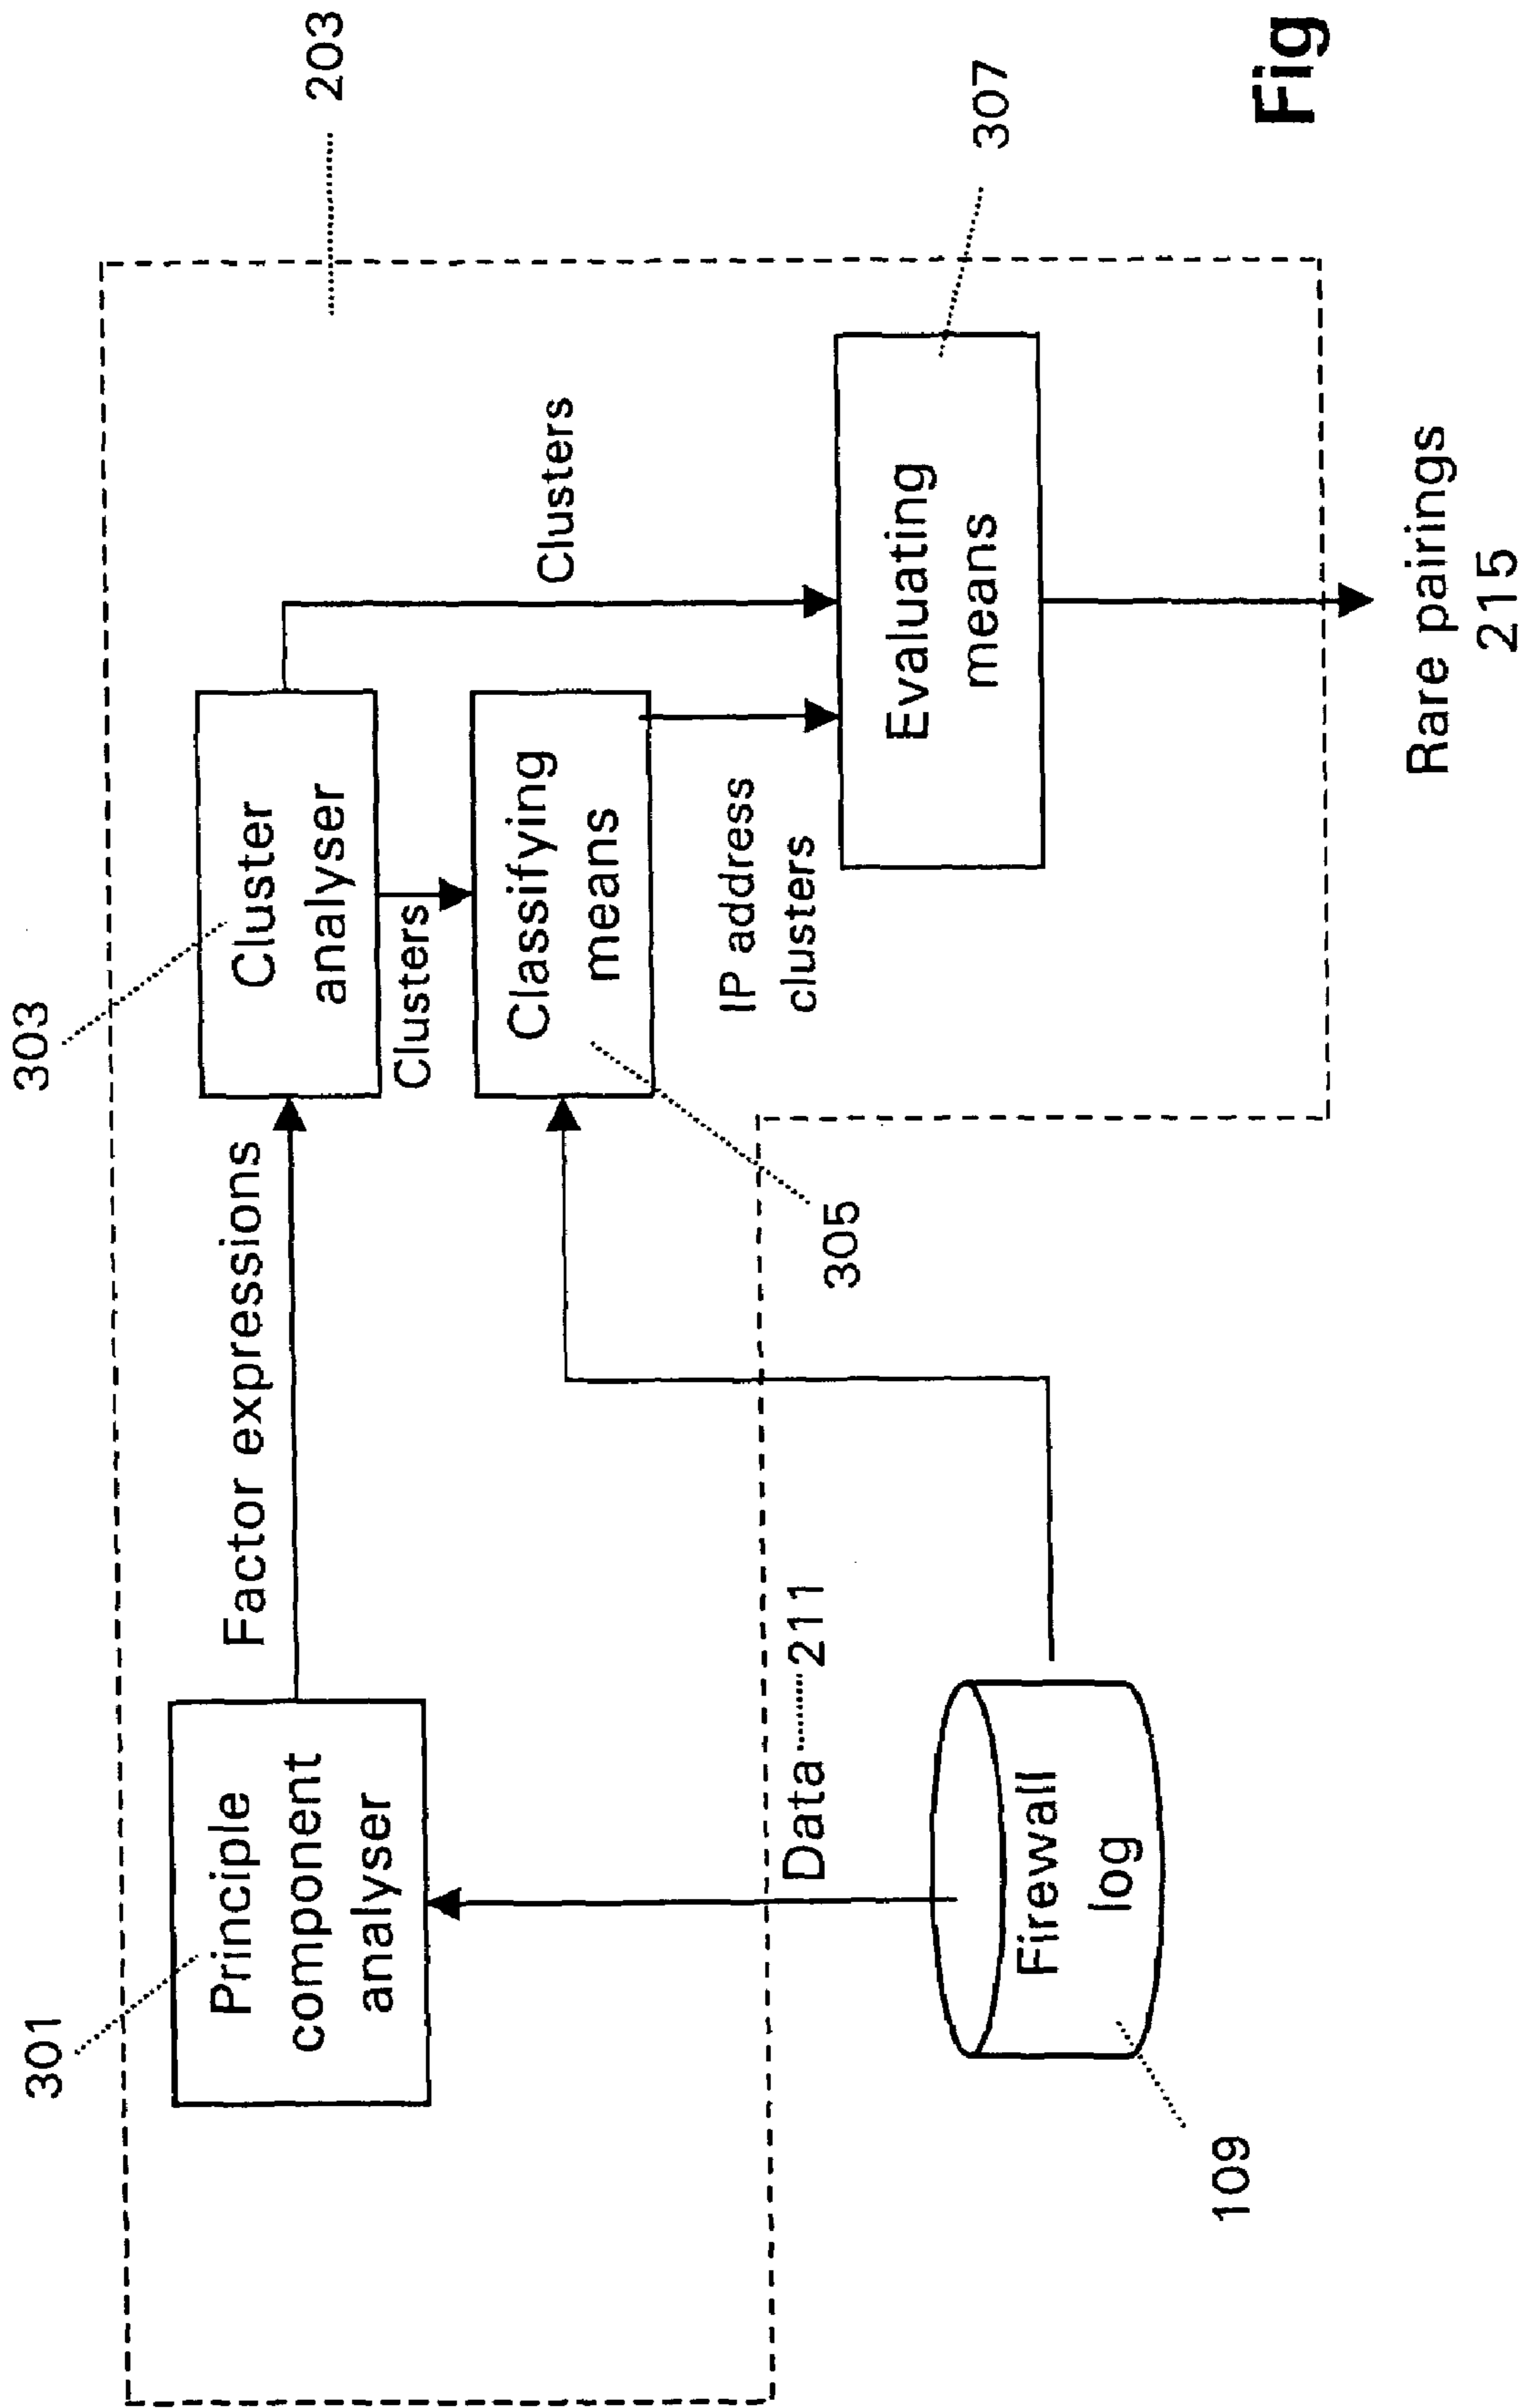 301
303
203
Principle
component
analyser
Factor expressions
Cluster
analyser
Clusters
Clusters
Classifying
means
305
IP address
clusters
Evaluating
means
307
Data
211
Firewall
log
109
Rare pairings
215
Fig